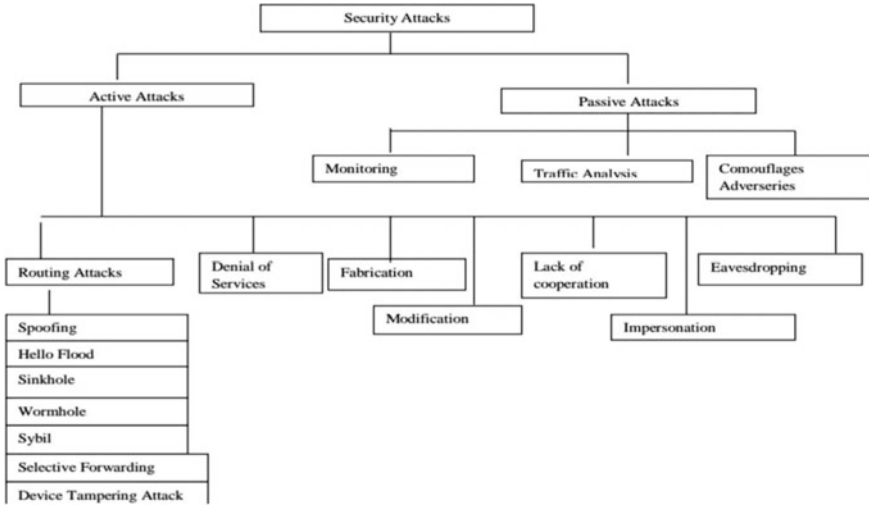 Security Attacks
Active Attacks
Passive Attacks
Monitoring
Traffic Analysis
Comouflages
Adverseries
Routing Attacks
Denial of
Services
Fabrication
Modification
Lack of
cooperation
Impersonation
Eavesdropping
Spoofing
Hello Flood
Sinkhole
Wormhole
Sybil
Selective Forwarding
Device Tampering Attack